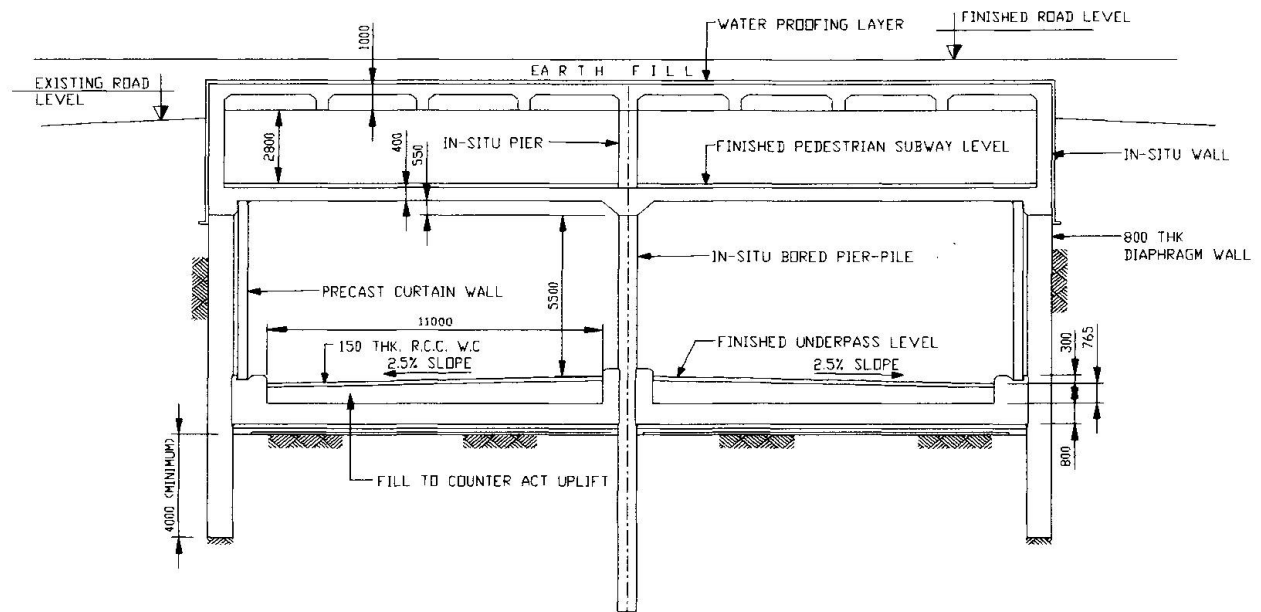 WATER PROOFING LAYER
FINISHED ROAD LEVEL
1000
EARTH FILL
EXISTING ROAD
LEVEL
2800
400
550
IN-SITU PIER
FINISHED PEDESTRIAN SUBWAY LEVEL
IN-SITU WALL
800 THK
DIAPHRAGM WALL
IN-SITU BORED PIER-PILE
PRECAST CURTAIN WALL
5500
11000
150 THK. R.C.C. W.C
2.5% SLOPE
FINISHED UNDERPASS LEVEL
2.5% SLOPE
300
765
800
4000 (MINIMUM)
FILL TO COUNTER ACT UPLIFT